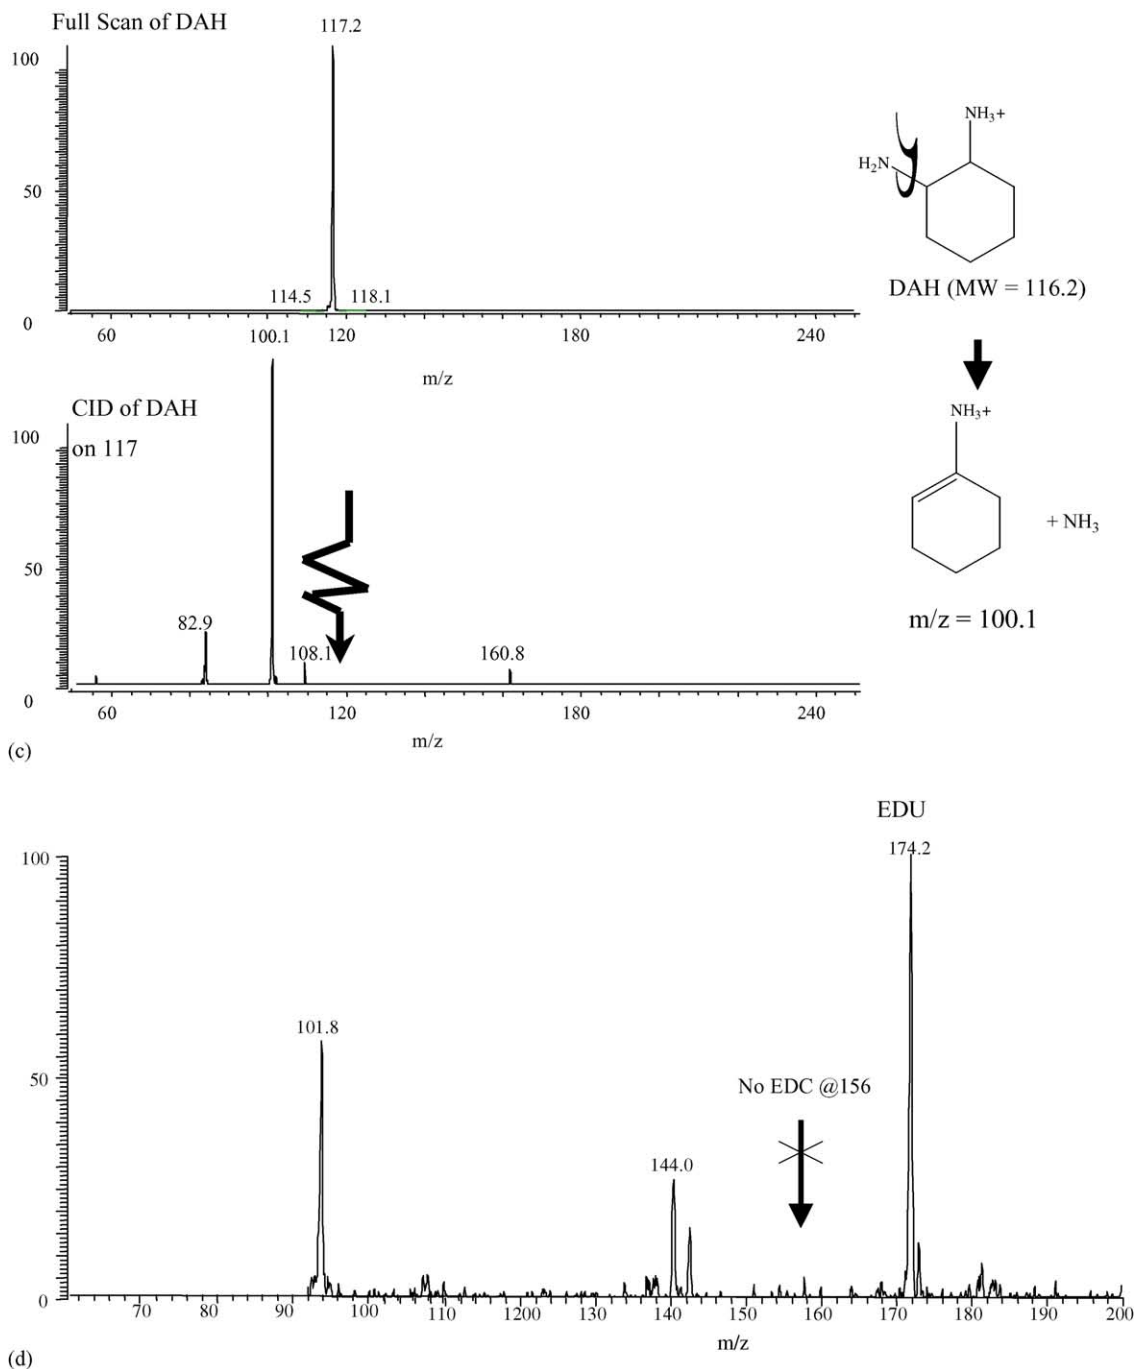 Full Scan of DAH
117.2
100
50
0
114.5
118.1
60
120
180
240
m/z
NH3+
H2N
DAH (MW = 116.2)
100.1
CID of DAH
on 117
100
50
0
82.9
108.1
160.8
60
120
180
240
m/z
NH3+
+ NH3
m/z = 100.1
(c)
EDU
174.2
100
50
0
101.8
No EDC @156
144.0
70
80
90
100
110
1200
130
140
150
160
170
180
190
200
m/z
(d)